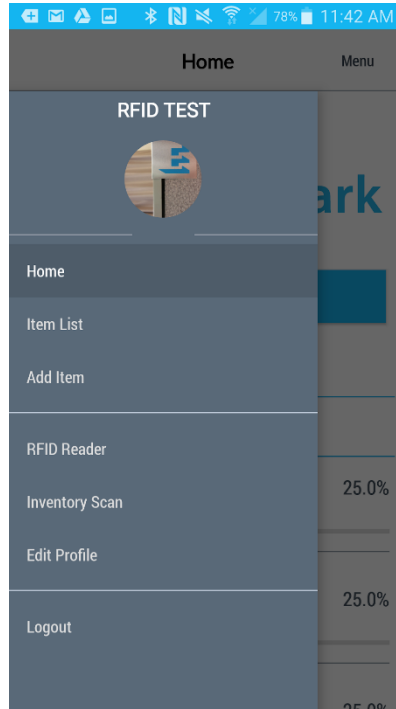 78% 11:42 AM
Home Menu
RFID TEST
ark
Home
Item List
Add Item
RFID Reader
25.0%
Inventory Scan
Edit Profile
25.0%
Logout